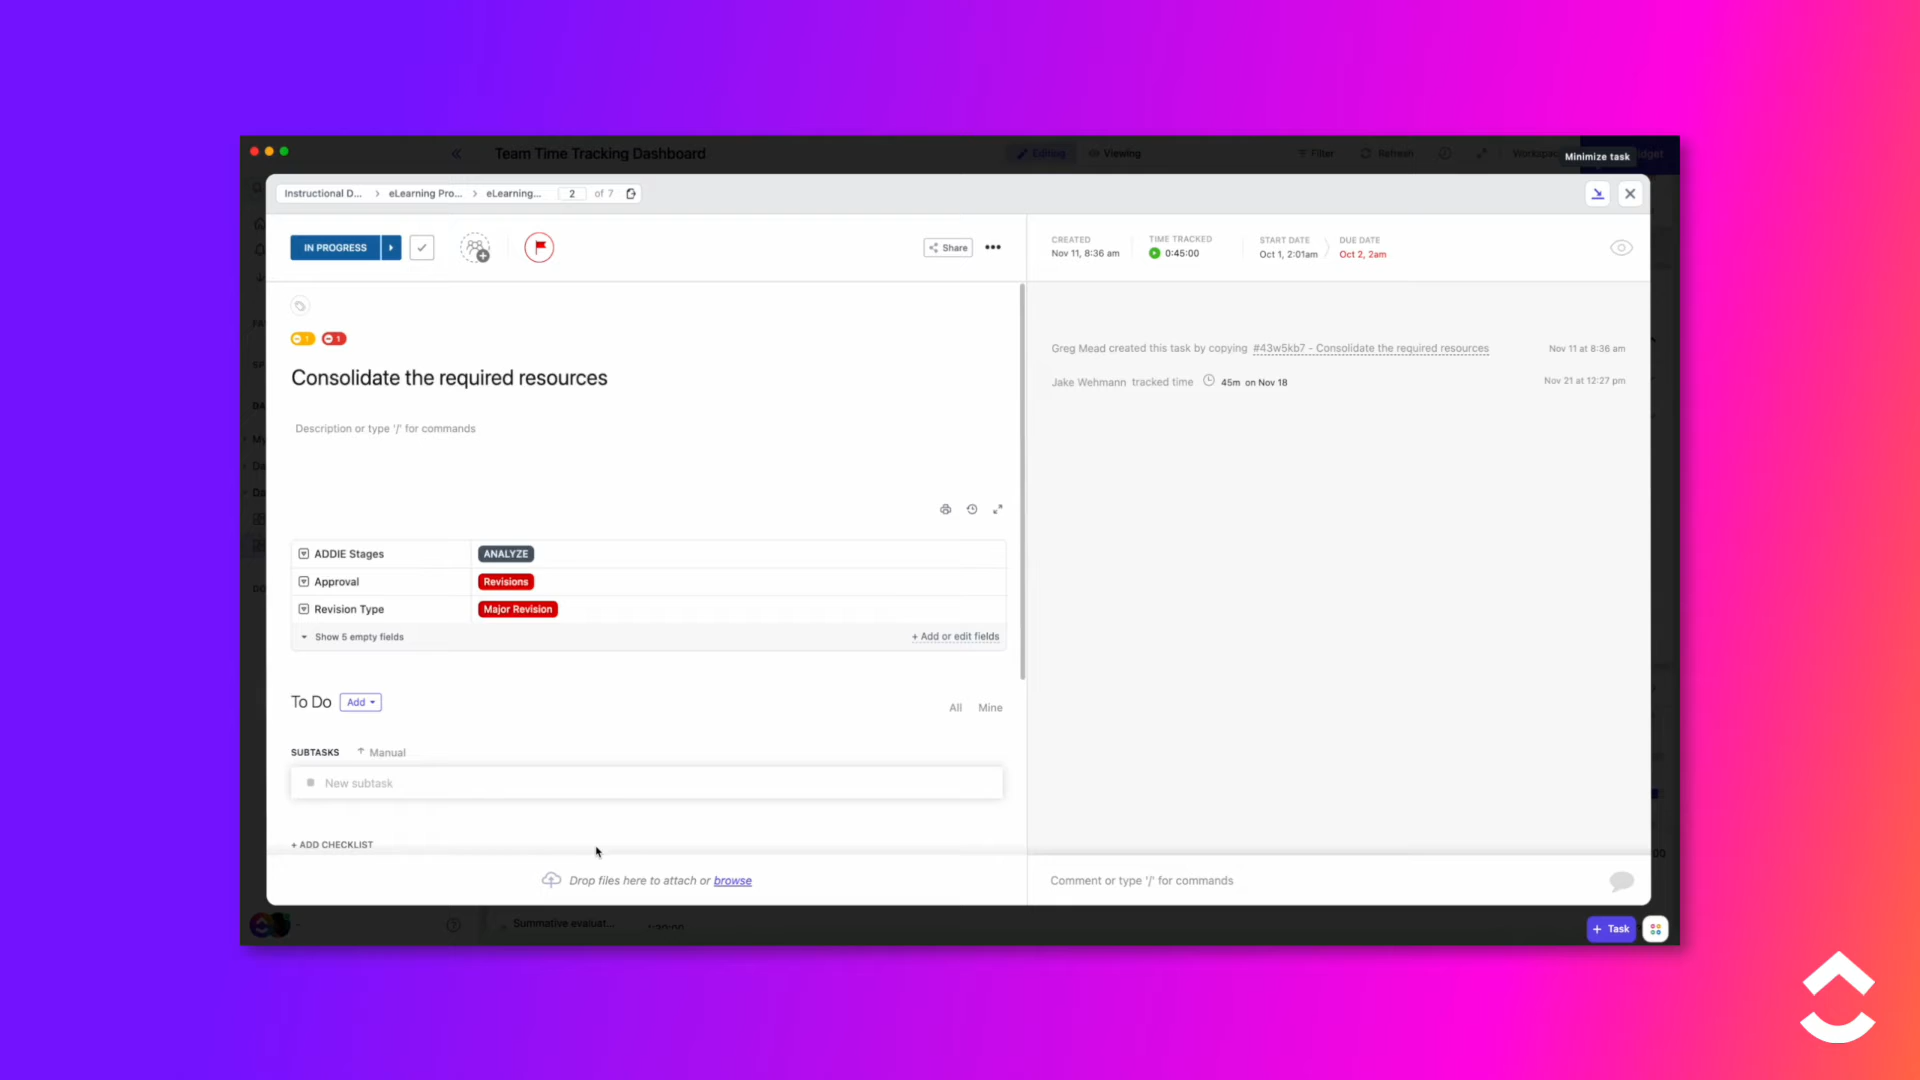 Team Time Tracking Dashboard
Editing
Viewing
Filter
Refresh
Minimize task
Instructional D... > eLearning Pro... > eLearning... 2 of 7
IN PROGRESS
Share
CREATED
Nov 11, 8:36 am
TIME TRACKED
0:45:00
START DATE
Oct 1, 2:01am
DUE DATE
Oct 2, 2am
1
1
Consolidate the required resources
Description or type '/' for commands
Greg Mead created this task by copying #43w5kb7 - Consolidate the required resources
Nov 11 at 8:36 am
Jake Wehmann tracked time 45m on Nov 18
Nov 21 at 12:27 pm
ADDIE Stages ANALYZE
Approval Revisions
Revision Type Major Revision
Show 5 empty fields
+ Add or edit fields
To Do
Add
All
Mine
SUBTASKS
Manual
New subtask
+ ADD CHECKLIST
Drop files here to attach or browse
Comment or type '/' for commands
Summative evaluat...
+ Task